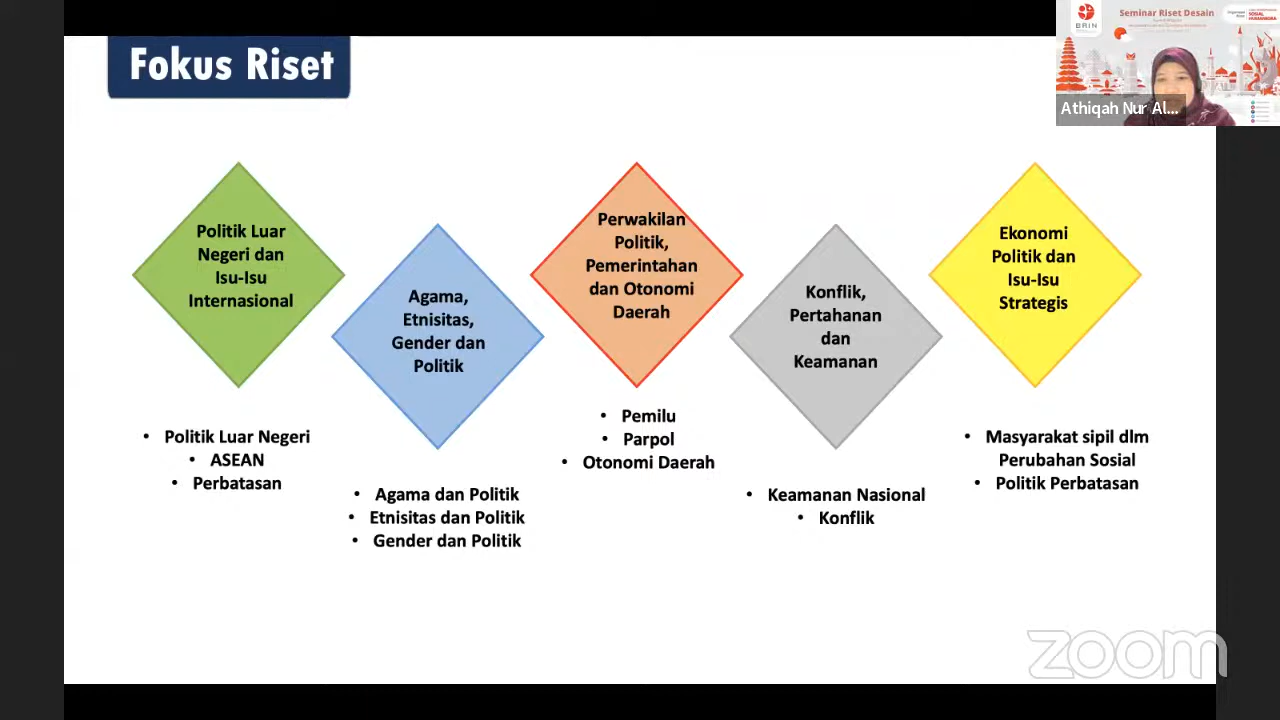 Fokus Riset
BRIN
Seminar Riset Desain
SOSIAL
HUMANIORA
Athiqah Nur Al...
Politik Luar
Negeri dan
Isu-Isu
Internasional
Agama,
Etnisitas,
Gender dan
Politik
Perwakilan
Politik,
Pemerintahan
dan Otonomi
Daerah
Konflik,
Pertahanan
dan
Keamanan
Ekonomi
Politik dan
Isu-Isu
Strategis
• Politik Luar Negeri
• ASEAN
• Perbatasan
• Agama dan Politik
• Etnisitas dan Politik
• Gender dan Politik
• Pemilu
• Parpol
• Otonomi Daerah
• Keamanan Nasional
• Konflik
• Masyarakat sipil dlm
Perubahan Sosial
• Politik Perbatasan
zoom